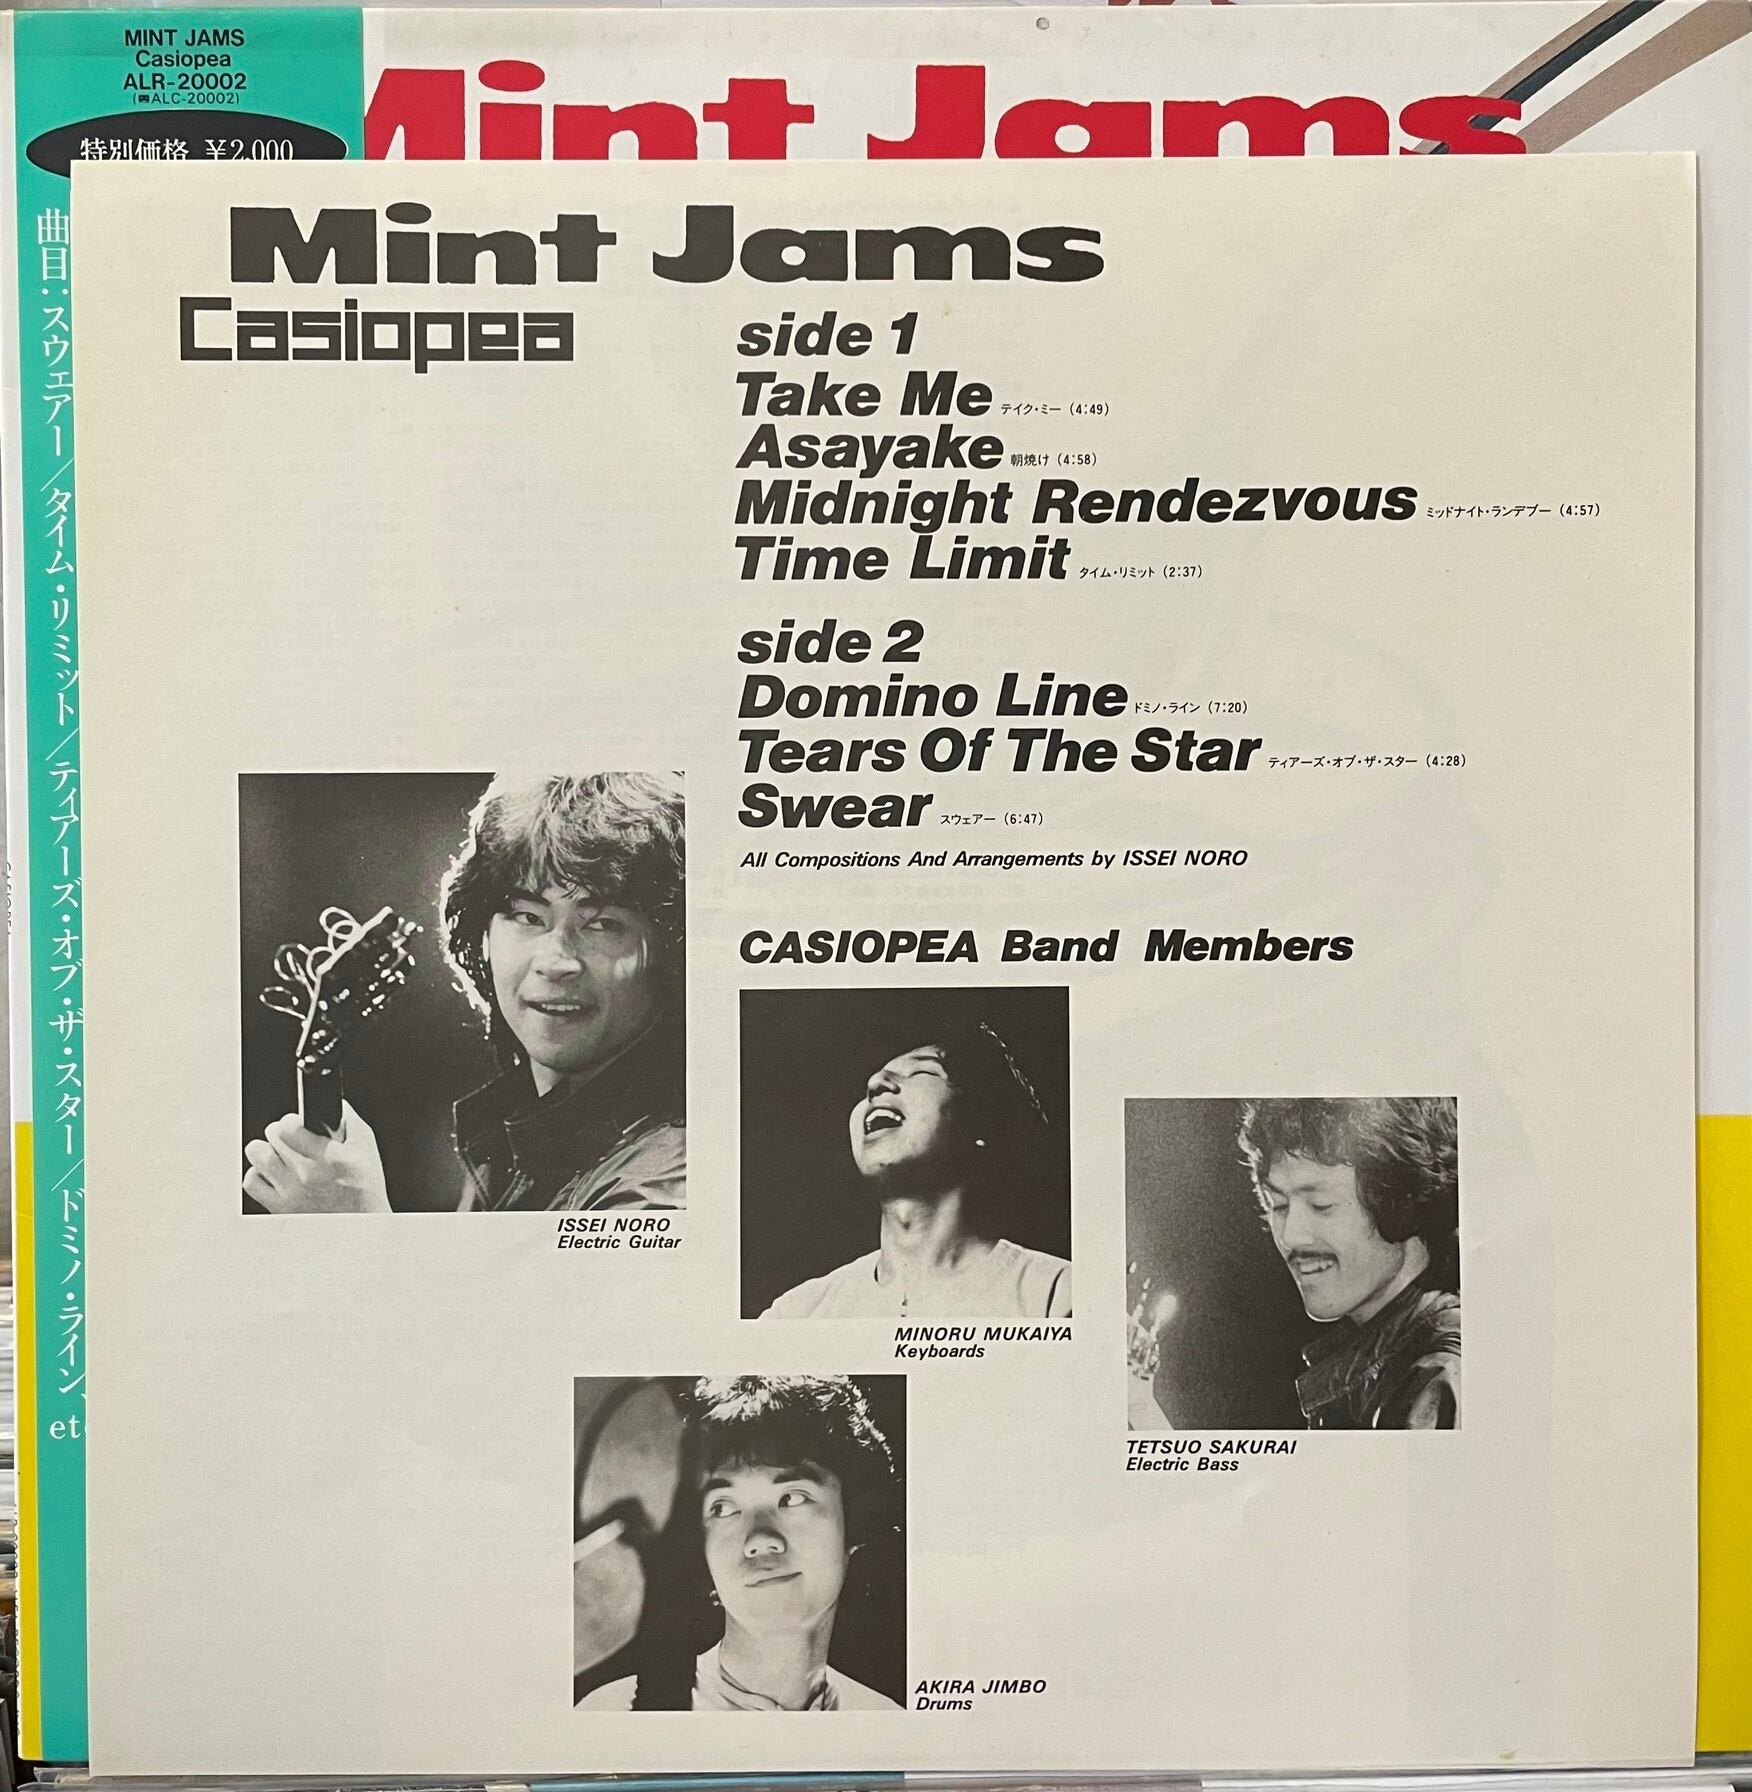 MINT JAMS
Casiopea
ALR-20002
(ALC-20002)
特別価格 ¥2,000
曲目:スウェアー/タイム・リミット/ティアーズ・オブ・ザ・スター/ドミノ・ライン、
Mint Jams
Mint Jams
Casiopea
side 1
Take Me テイク・ミー (4:49)
Asayake 朝焼け (4:58)
Midnight Rendezvous ミッドナイト・ランデブー (4:57)
Time Limit タイム・リミット (2:37)
side 2
Domino Line ドミノ・ライン (7:20)
Tears Of The Star ティアーズ・オブ・ザ・スター (4:28)
Swear スウェアー (6:47)
All Compositions And Arrangements by ISSEI NORO
CASIOPEA Band Members
ISSEI NORO
Electric Guitar
MINORU MUKAIYA
Keyboards
TETSUO SAKURAI
Electric Bass
AKIRA JIMBO
Drums